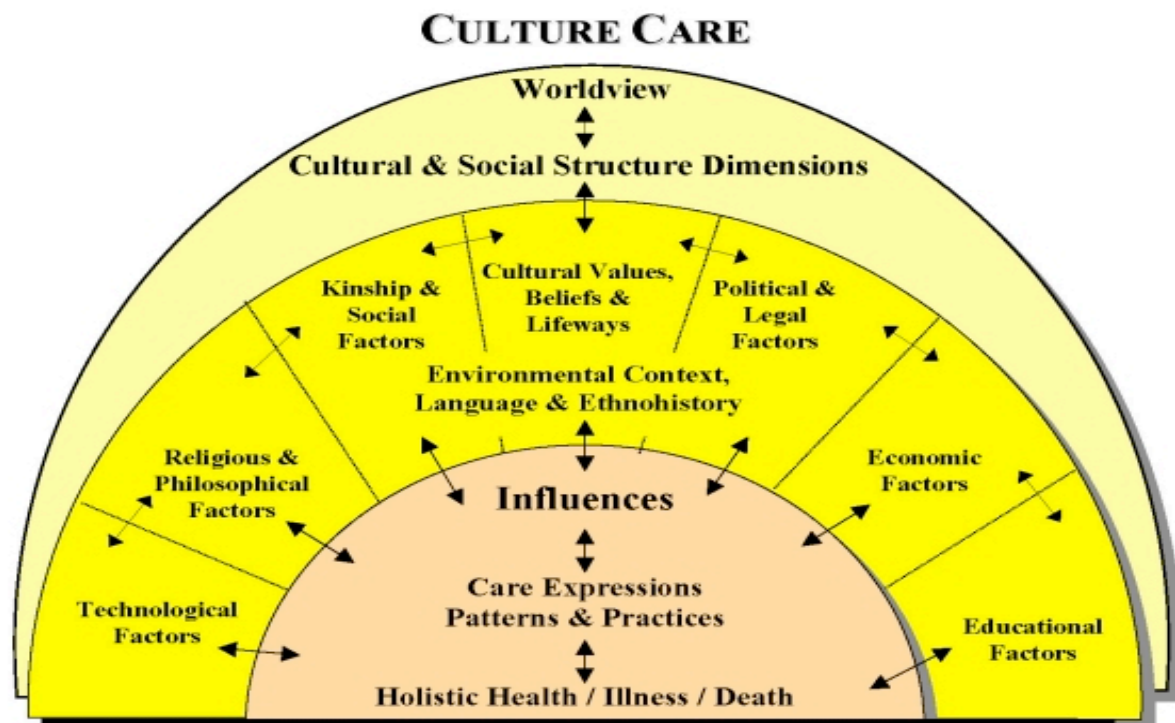 CULTURE CARE
Worldview
Cultural & Social Structure Dimensions
Kinship &
Social
Factors
Cultural Values,
Beliefs &
Lifeways
Political &
Legal
Factors
Environmental Context,
Language & Ethnohistory
Religious &
Philosophical
Factors
Economic
Factors
Technological
Factors
Educational
Factors
Influences
Care Expressions
Patterns & Practices
Holistic Health / Illness / Death